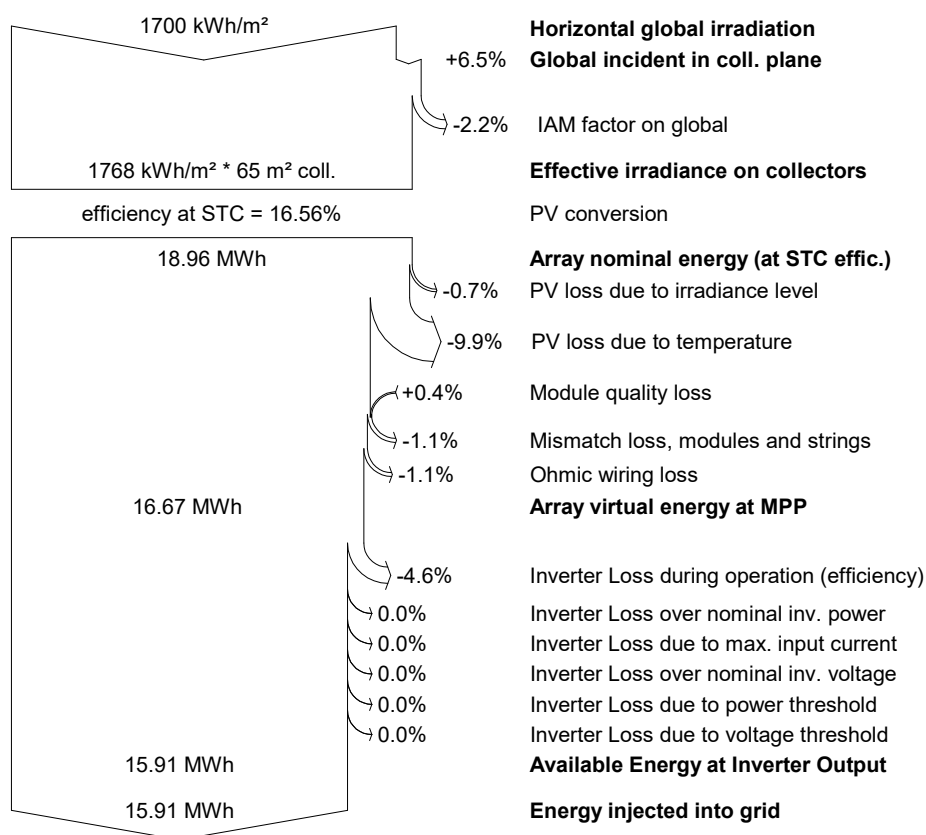 1700 kWh/m² Horizontal global irradiation
+6.5% Global incident in coll. plane
-2.2% IAM factor on global
1768 kWh/m² * 65 m² coll. Effective irradiance on collectors
efficiency at STC = 16.56% PV conversion
18.96 MWh Array nominal energy (at STC effic.)
-0.7% PV loss due to irradiance level
-9.9% PV loss due to temperature
+0.4% Module quality loss
-1.1% Mismatch loss, modules and strings
-1.1% Ohmic wiring loss
16.67 MWh Array virtual energy at MPP
-4.6% Inverter Loss during operation (efficiency)
0.0% Inverter Loss over nominal inv. power
0.0% Inverter Loss due to max. input current
0.0% Inverter Loss over nominal inv. voltage
0.0% Inverter Loss due to power threshold
0.0% Inverter Loss due to voltage threshold
15.91 MWh Available Energy at Inverter Output
15.91 MWh Energy injected into grid